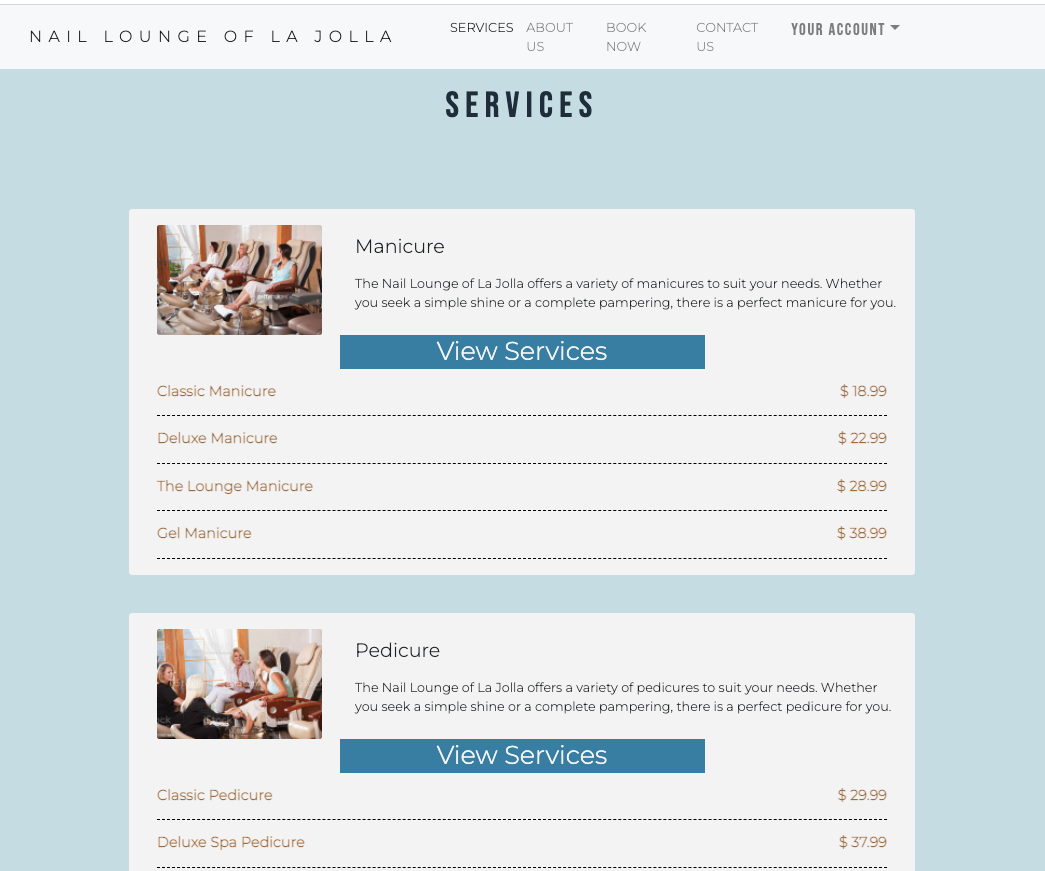 NAIL LOUNGE OF LA JOLLA
SERVICES
ABOUT US
BOOK NOW
CONTACT US
YOUR ACCOUNT
SERVICES
Manicure
The Nail Lounge of La Jolla offers a variety of manicures to suit your needs. Whether
you seek a simple shine or a complete pampering, there is a perfect manicure for you.
View Services
Classic Manicure $ 18.99
Deluxe Manicure $ 22.99
The Lounge Manicure $ 28.99
Gel Manicure $ 38.99
Pedicure
The Nail Lounge of La Jolla offers a variety of pedicures to suit your needs. Whether
you seek a simple shine or a complete pampering, there is a perfect pedicure for you.
View Services
Classic Pedicure $ 29.99
Deluxe Spa Pedicure $ 37.99